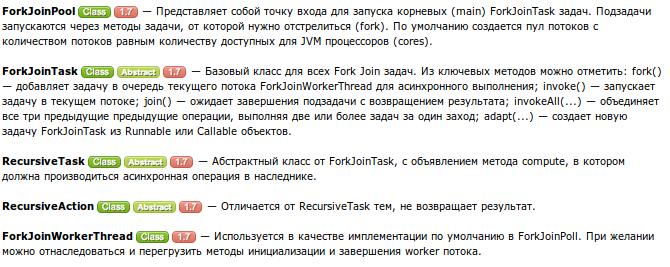 ForkJoinPool Class 1.7 — Представляет собой точку входа для запуска корневых (main) ForkJoinTask задач. Подзадачи
запускаются через методы задачи, от которой нужно отстрелиться (fork). По умолчанию создается пул потоков с
количеством потоков равным количеству доступных для JVM процессоров (cores).
ForkJoinTask Class Abstract 1.7 — Базовый класс для всех Fork Join задач. Из ключевых методов можно отметить: fork()
— добавляет задачу в очередь текущего потока ForkJoinWorkerThread для асинхронного выполнения; invoke() — запускает
задачу в текущем потоке; join() — ожидает завершения подзадачи с возвращением результата; invokeAll(...) — объединяет
все три предыдущие предыдущие операции, выполняя две или более задач за один заход; adapt(...) — создает новую
задачу ForkJoinTask из Runnable или Callable объектов.
RecursiveTask Class Abstract 1.7 — Абстрактный класс от ForkJoinTask, с объявлением метода compute, в котором
должна производиться асинхронная операция в наследнике.
RecursiveAction Class Abstract 1.7 — Отличается от RecursiveTask тем, не возвращает результат.
ForkJoinWorkerThread Class 1.7 — Используется в качестве имплементации по умолчанию в ForkJoinPoll. При желании
можно отнаследоваться и перегрузить методы инициализации и завершения worker потока.